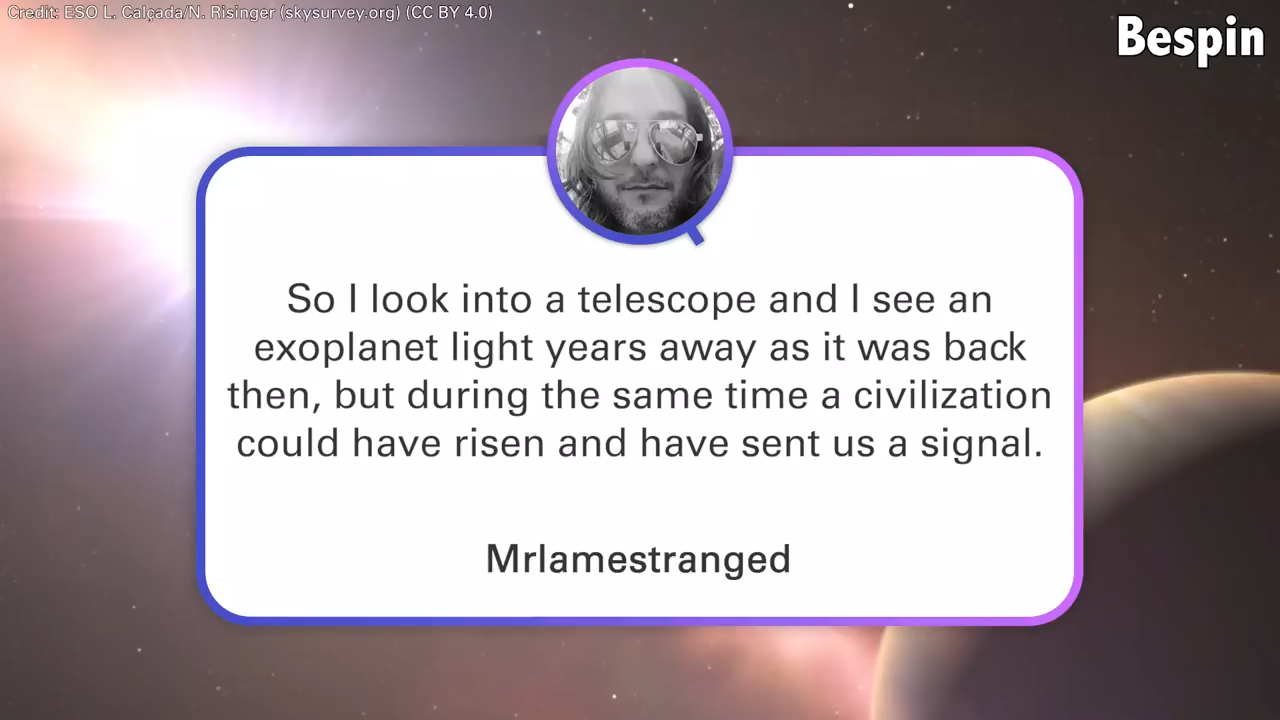 Credit: ESO L. Calçada/N. Risinger (skysurvey.org) (CC BY 4.0)
Bespin
So I look into a telescope and I see an
exoplanet light years away as it was back
then, but during the same time a civilization
could have risen and have sent us a signal.
Mrlamestranged